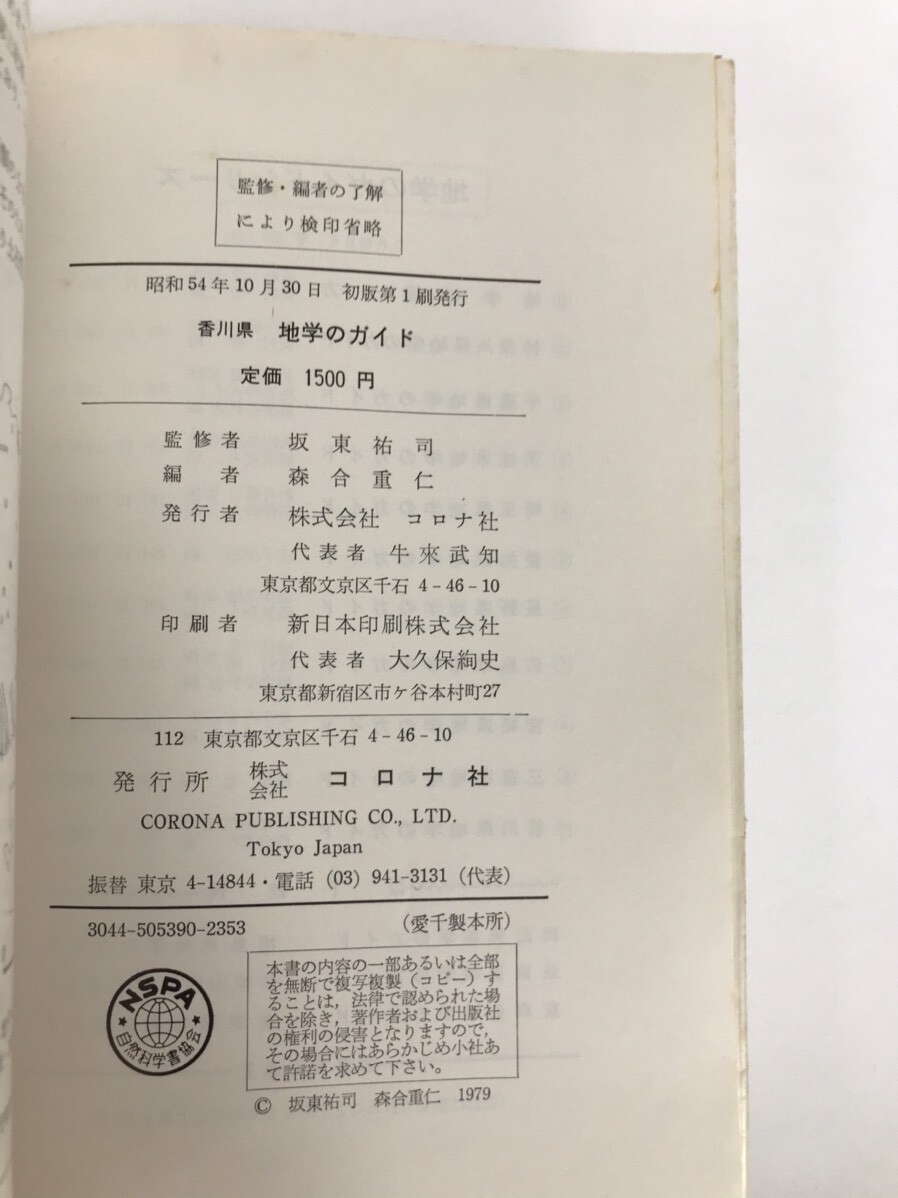 監修・編者の了解
により検印省略
昭和54年10月30日 初版第1刷発行
香川県 地学のガイド
定価 1500円
監修者 坂東祐司
編者 森合重仁
発行者 株式会社 コロナ社
代表者 牛來武知
東京都文京区千石 4-46-10
印刷者 新日本印刷株式会社
代表者 大久保絢史
東京都新宿区市ヶ谷本村町27
112 東京都文京区千石 4-46-10
発行所 株式会社 コロナ社
CORONA PUBLISHING CO., LTD.
Tokyo Japan
振替 東京 4-14844・電話 (03) 941-3131 (代表)
3044-505390-2353 (愛千製本所)
NSPA
自然科学書協会
本書の内容の一部あるいは全部
を無断で複写複製(コピー)す
ることは,法律で認められた場
合を除き,著作者および出版社
の権利の侵害となりますので,
その場合にはあらかじめ小社あ
て許諾を求めて下さい。
© 坂東祐司 森合重仁 1979